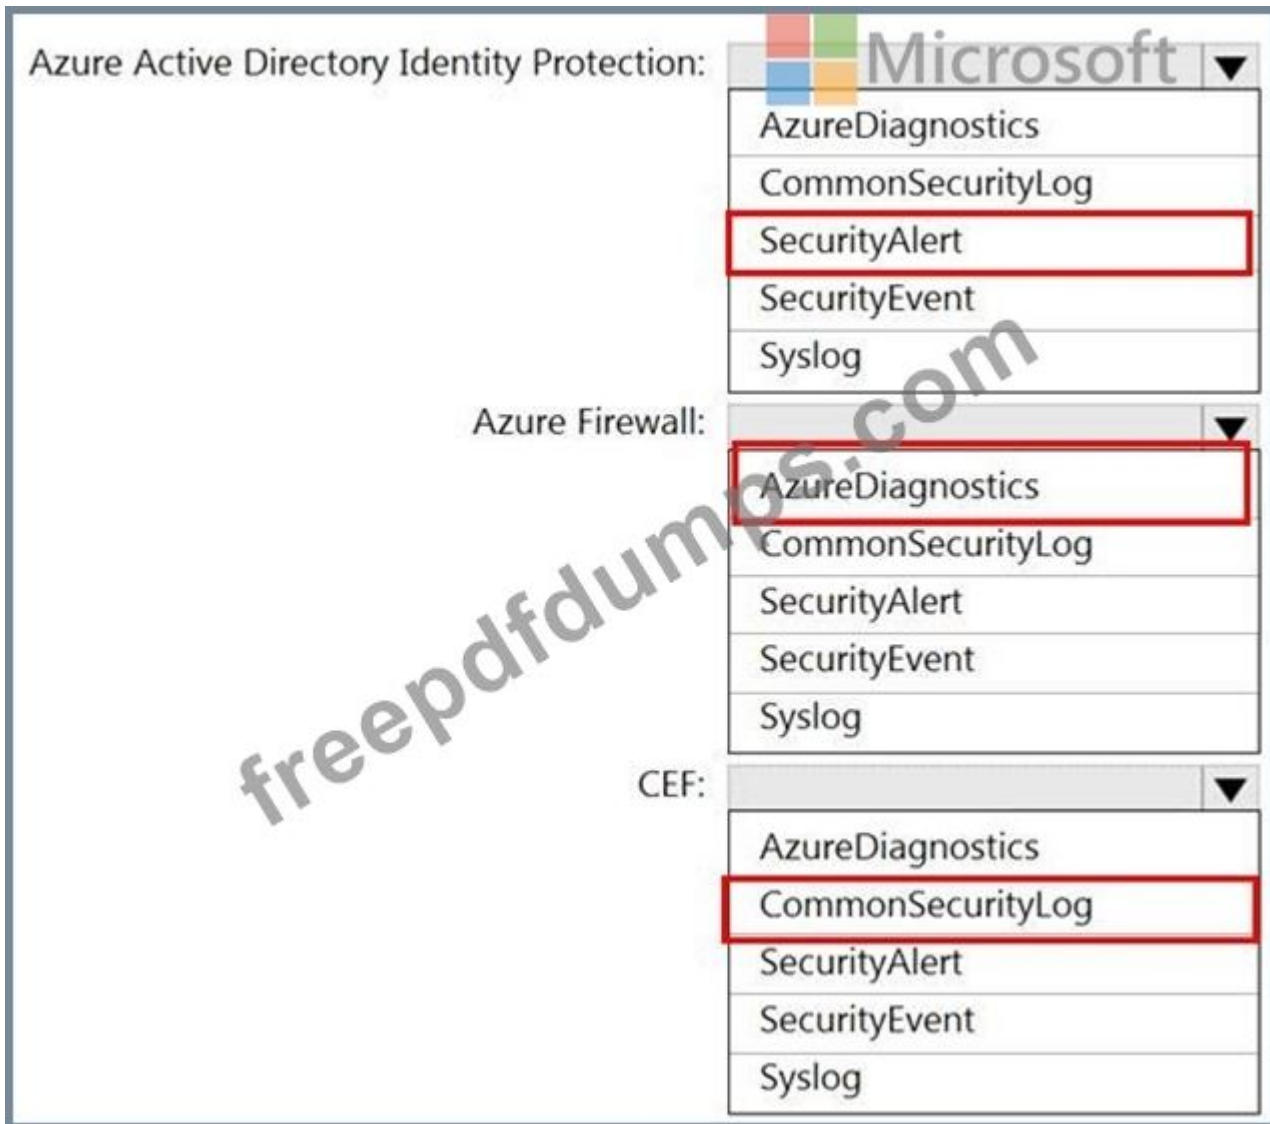 Microsoft
Azure Active Directory Identity Protection:
AzureDiagnostics
CommonSecurityLog
SecurityAlert
SecurityEvent
Syslog
Azure Firewall:
AzureDiagnostics
CommonSecurityLog
SecurityAlert
SecurityEvent
Syslog
CEF:
AzureDiagnostics
CommonSecurityLog
SecurityAlert
SecurityEvent
Syslog
freepdfdumps.com